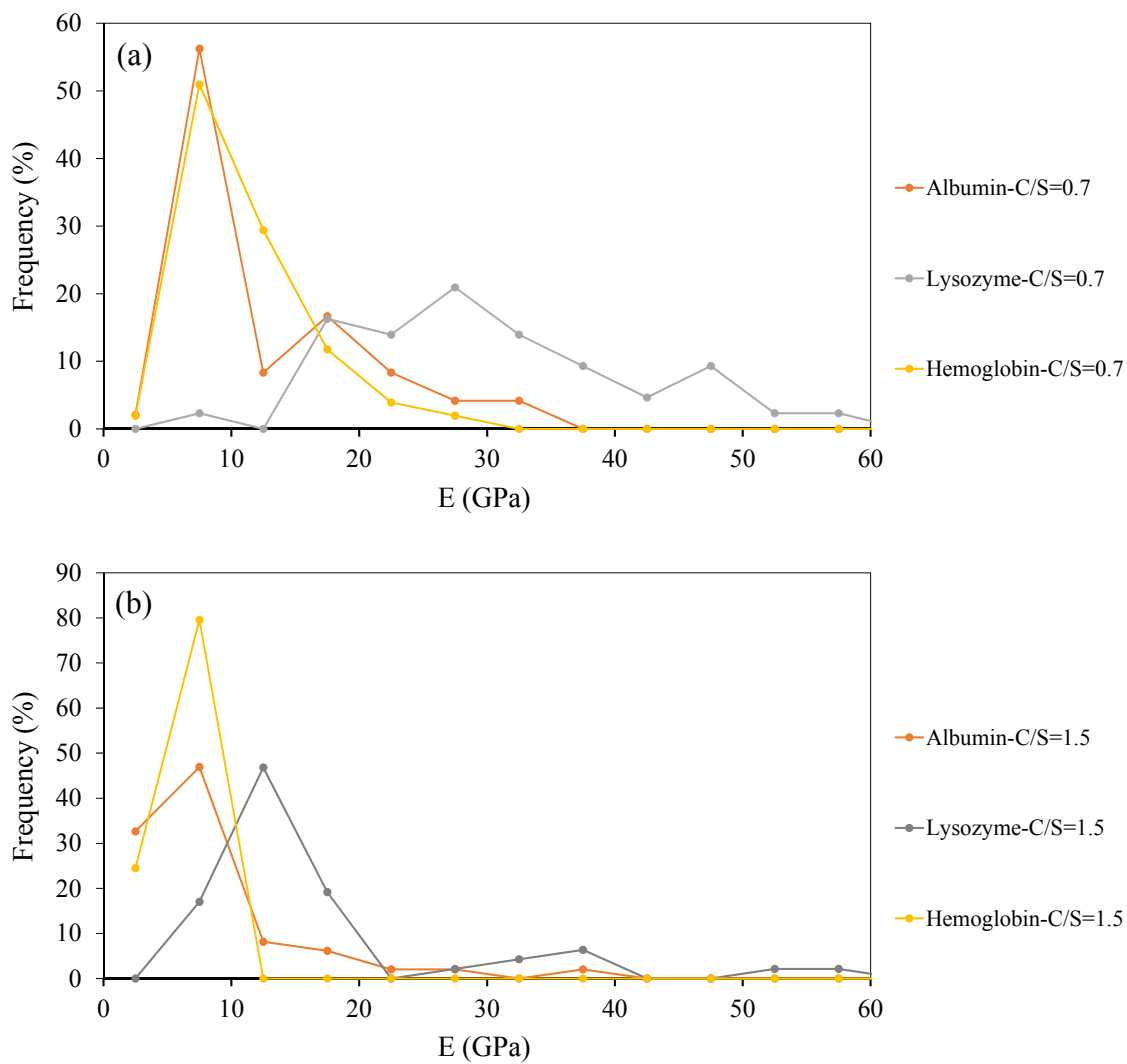 (a)
60
50
40
30
20
10
0
Frequency (%)
0 10 20 30 40 50 60
E (GPa)
Albumin-C/S=0.7
Lysozyme-C/S=0.7
Hemoglobin-C/S=0.7
(b)
90
80
70
60
50
40
30
20
10
0
Frequency (%)
0 10 20 30 40 50 60
E (GPa)
Albumin-C/S=1.5
Lysozyme-C/S=1.5
Hemoglobin-C/S=1.5